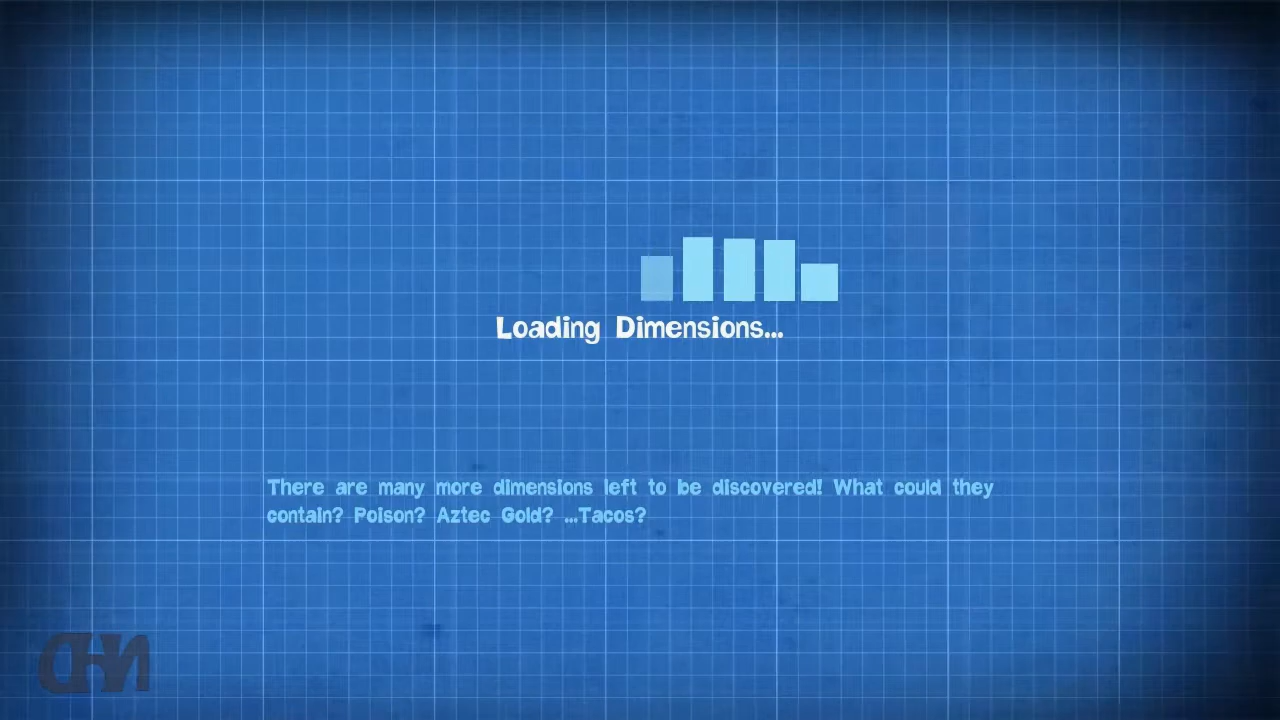 Loading Dimensions...
There are many more dimensions left to be discovered! What could they
contain? Poison? Aztec Gold? ...Tacos?